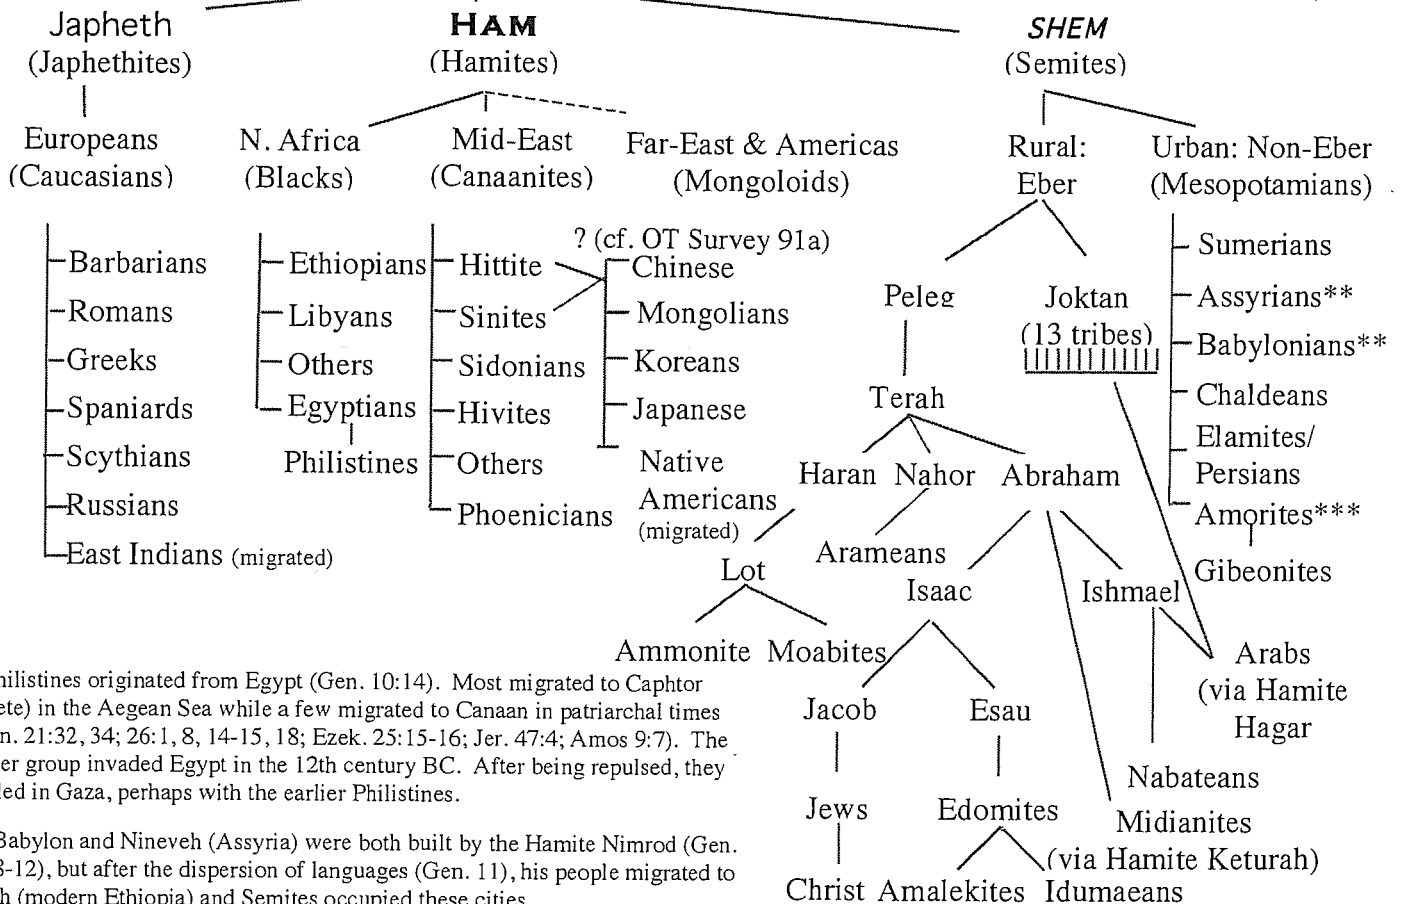 Japheth
(Japhethites)
Europeans
(Caucasians)
Barbarians
Romans
Greeks
Spaniards
Scythians
Russians
East Indians (migrated)
HAM
(Hamites)
N. Africa
(Blacks)
Ethiopians
Libyans
Others
Egyptians
Philistines
Mid-East
(Canaanites)
Hittite
Sinites
Sidonians
Hivites
Others
Phoenicians
Far-East & Americas
(Mongoloids)
? (cf. OT Survey 91a)
Chinese
Mongolians
Koreans
Japanese
Native
Americans
(migrated)
SHEM
(Semites)
Rural:
Eber
Peleg
Joktan
(13 tribes)
Terah
Haran Nahor Abraham
Lot
Arameans
Isaac
Ishmael
Ammonite Moabites
Jacob
Esau
Arabs
(via Hamite
Hagar
Nabateans
Jews
Edomites
Midianites
(via Hamite Keturah)
Christ Amalekites Idumaeans
Urban: Non-Eber
(Mesopotamians)
Sumerians
Assyrians**
Babylonians**
Chaldeans
Elamites/
Persians
Amorites***
Gibeonites
hilistines originated from Egypt (Gen. 10:14). Most migrated to Caphtor
ete) in the Aegean Sea while a few migrated to Canaan in patriarchal times
n. 21:32, 34; 26:1, 8, 14-15, 18; Ezek. 25:15-16; Jer. 47:4; Amos 9:7). The
er group invaded Egypt in the 12th century BC. After being repulsed, they
led in Gaza, perhaps with the earlier Philistines.
Babylon and Nineveh (Assyria) were both built by the Hamite Nimrod (Gen.
8-12), but after the dispersion of languages (Gen. 11), his people migrated to
h (modern Ethiopia) and Semites occupied these cities.